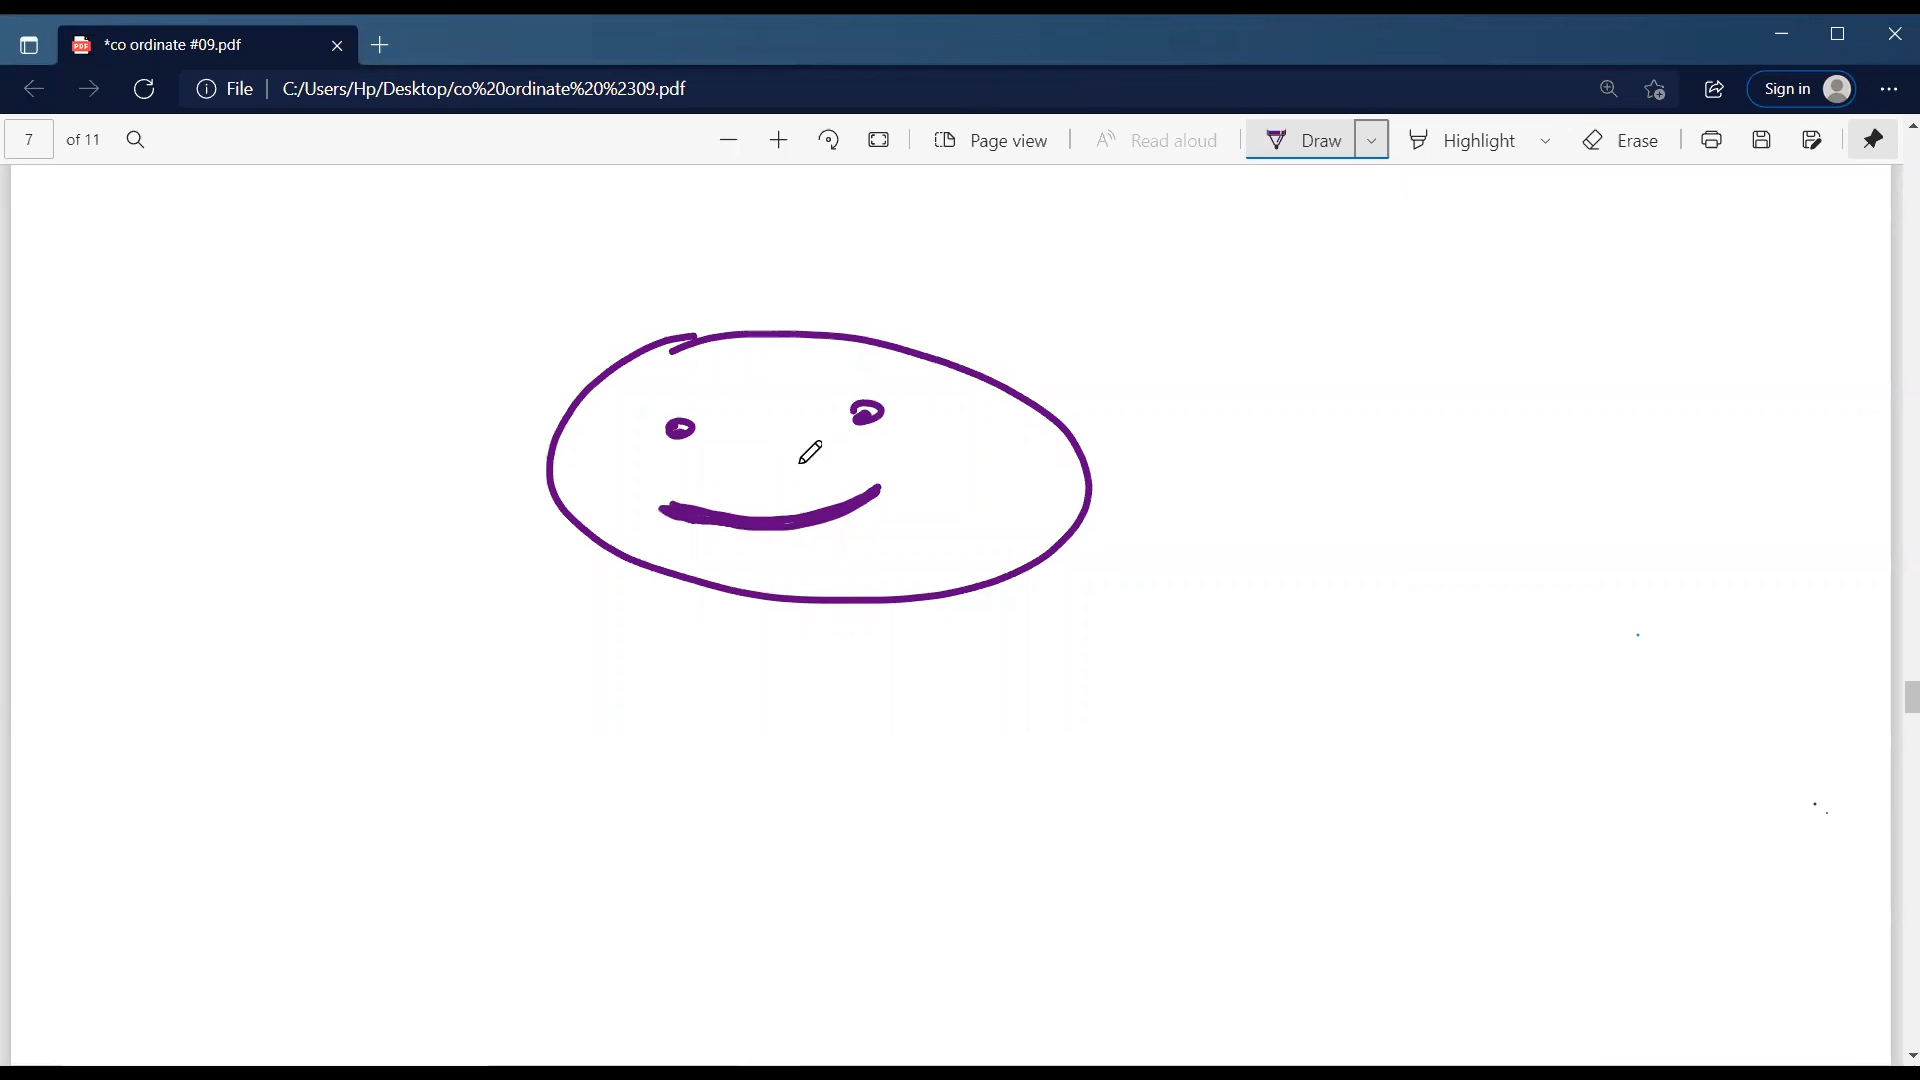 *co ordinate #09.pdf
File C:/Users/Hp/Desktop/co%20ordinate%20%2309.pdf Sign in
7 of 11 Page view Read aloud Draw Highlight Erase